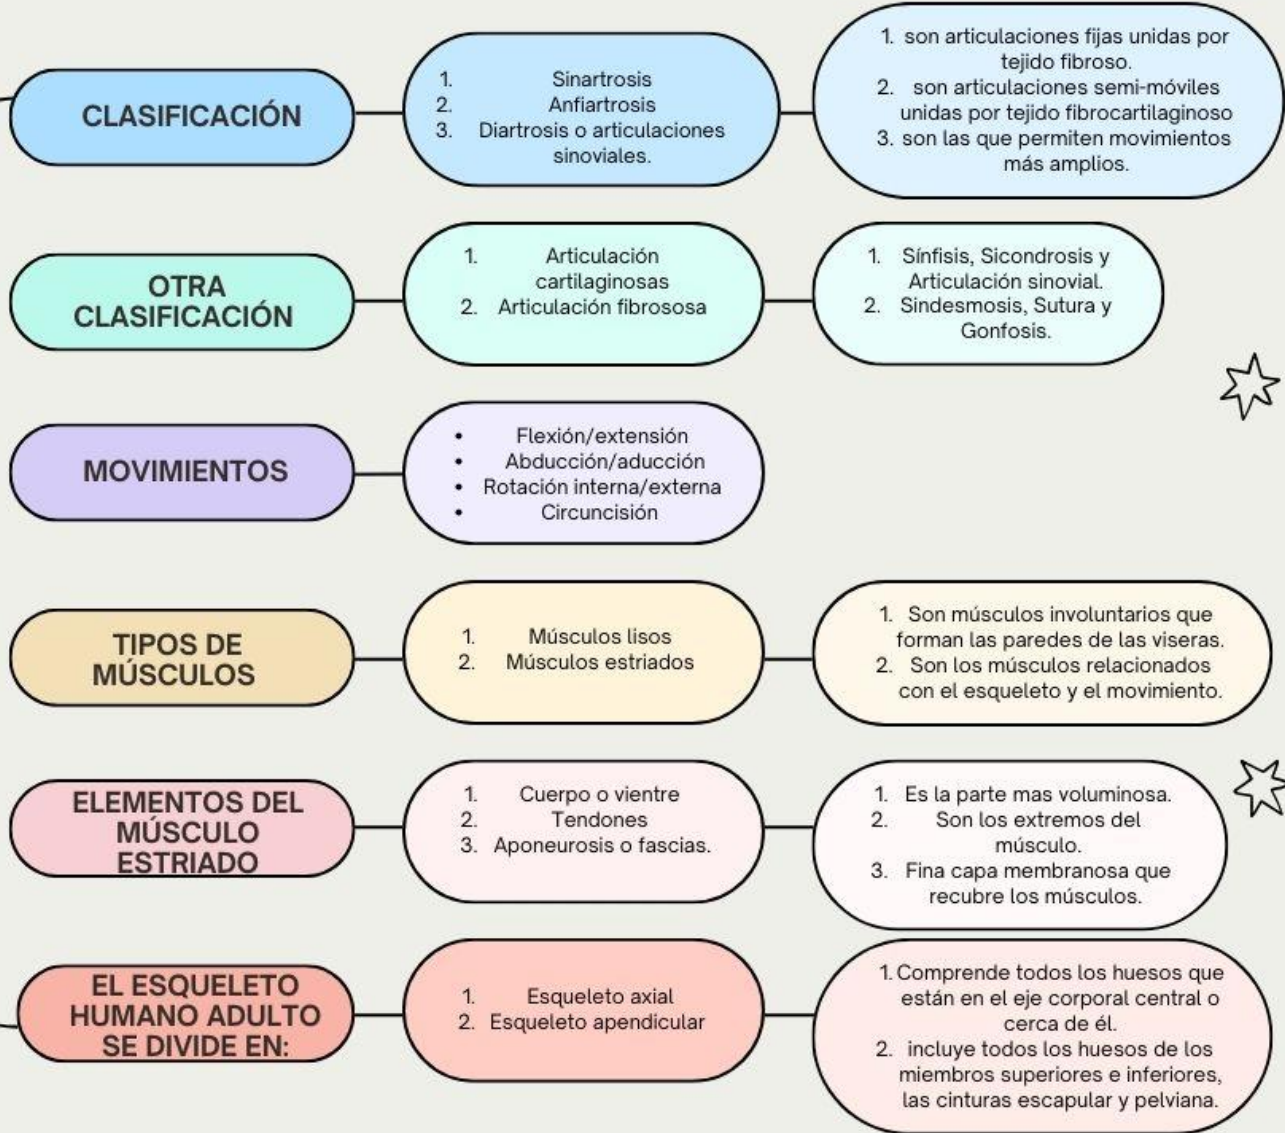 CLASIFICACIÓN
1. Sinartrosis
2. Anfiartrosis
3. Diartrosis o articulaciones
sinoviales.
1. son articulaciones fijas unidas por
tejido fibroso.
2. son articulaciones semi-móviles
unidas por tejido fibrocartilaginoso
3. son las que permiten movimientos
más amplios.
OTRA
CLASIFICACIÓN
1. Articulación
cartilaginosas
2. Articulación fibrososa
1. Sínfisis, Sicondrosis y
Articulación sinovial.
2. Sindesmosis, Sutura y
Gonfosis.
MOVIMIENTOS
• Flexión/extensión
• Abducción/aducción
• Rotación interna/externa
• Circuncisión
TIPOS DE
MÚSCULOS
1. Músculos lisos
2. Músculos estriados
1. Son músculos involuntarios que
forman las paredes de las viseras.
2. Son los músculos relacionados
con el esqueleto y el movimiento.
ELEMENTOS DEL
MÚSCULO
ESTRIADO
1. Cuerpo o vientre
2. Tendones
3. Aponeurosis o fascias.
1. Es la parte mas voluminosa.
2. Son los extremos del
músculo.
3. Fina capa membranosa que
recubre los músculos.
EL ESQUELETO
HUMANO ADULTO
SE DIVIDE EN:
1. Esqueleto axial
2. Esqueleto apendicular
1. Comprende todos los huesos que
están en el eje corporal central o
cerca de él.
2. incluye todos los huesos de los
miembros superiores e inferiores,
las cinturas escapular y pelviana.